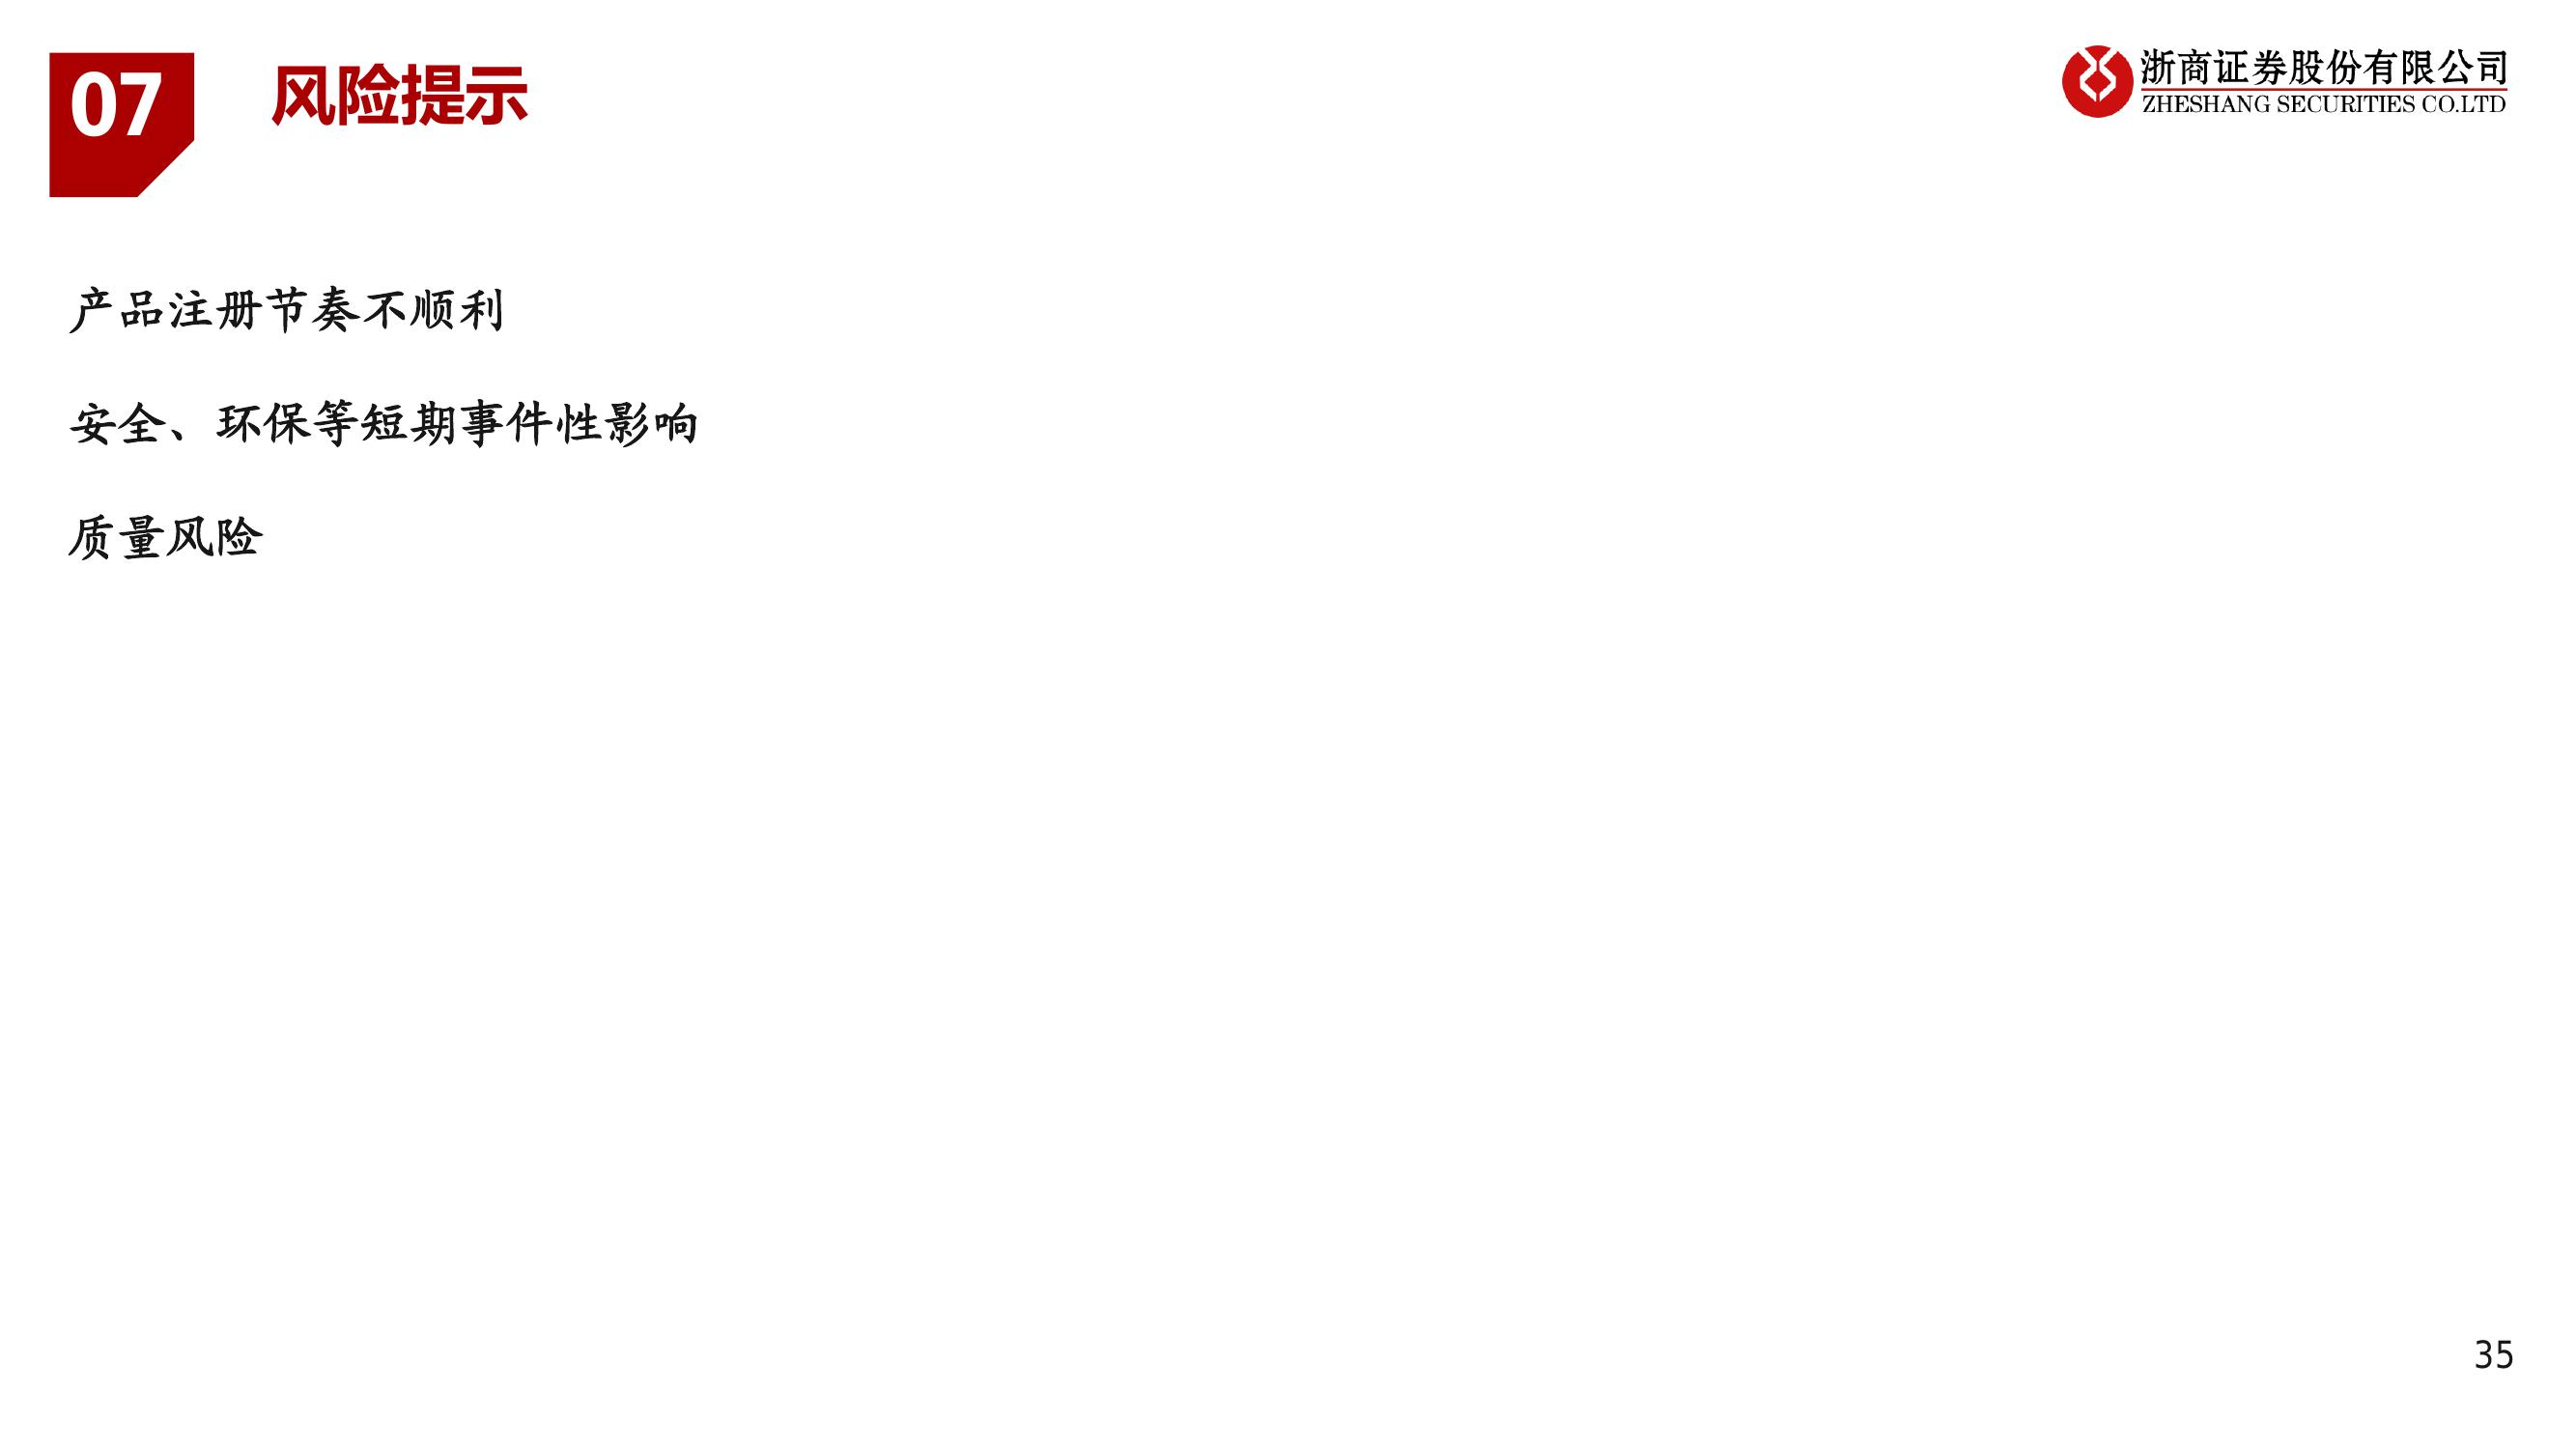 07
风险提示
浙商证券股份有限公司
ZHESHANG SECURITIES CO.LTD
产品注册节奏不顺利
安全、环保等短期事件性影响
质量风险
35